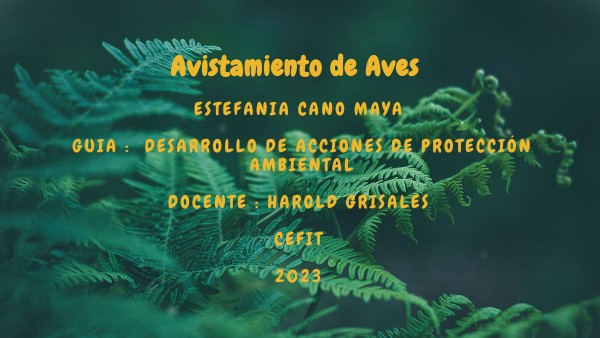 Avistamiento de Aves
ESTEFANIA CANO MAYA
GUIA : DESARROLLO DE ACCIONES DE PROTECCIÓN
AMBIENTAL
DOCENTE : HAROLD GRISALES
CEFIT
2023